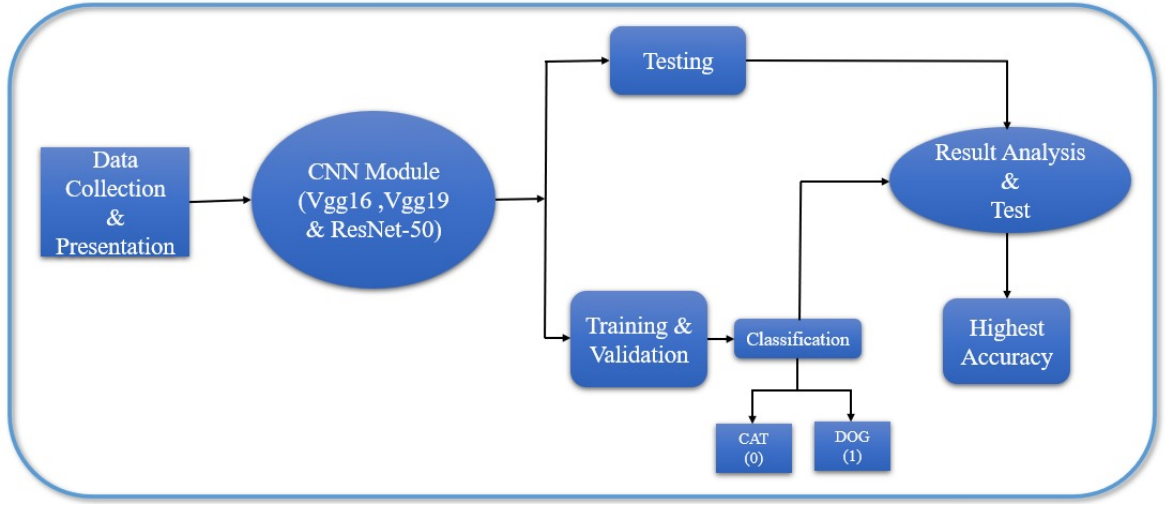 Data
Collection
&
Presentation
CNN Module
(Vgg16 ,Vgg19
& ResNet-50)
Testing
Training &
Validation
Classification
CAT
(0)
DOG
(1)
Result Analysis
&
Test
Highest
Accuracy